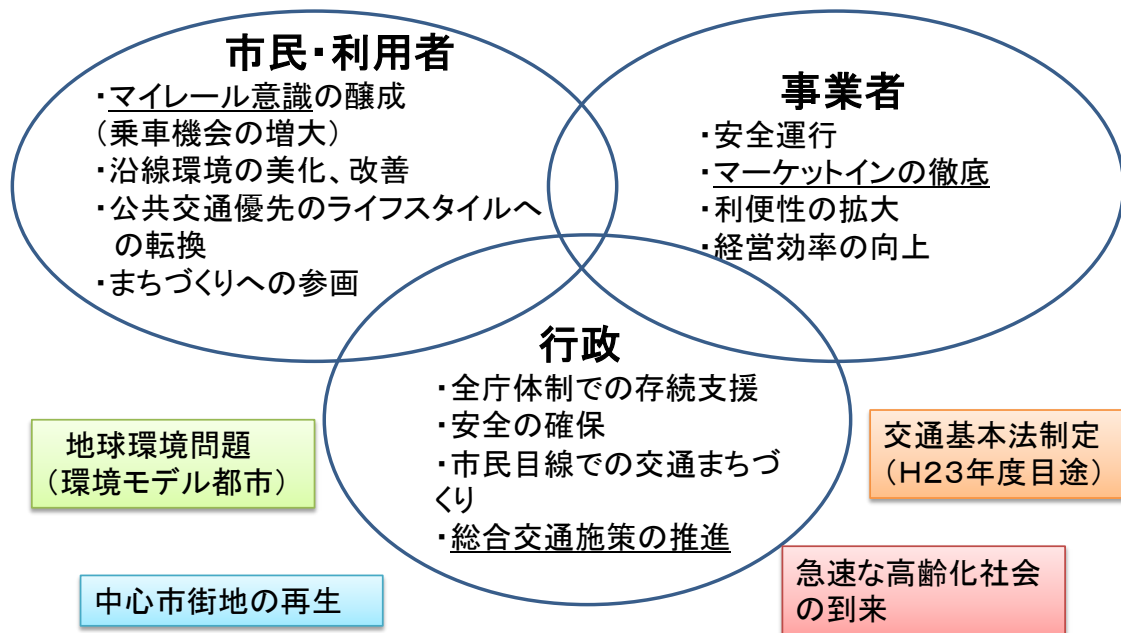 市民・利用者
・マイレール意識の醸成
（乗車機会の増大）
・沿線環境の美化、改善
・公共交通優先のライフスタイルへ
の転換
・まちづくりへの参画
事業者
・安全運行
・マーケットインの徹底
・利便性の拡大
・経営効率の向上
行政
・全庁体制での存続支援
・安全の確保
・市民目線での交通まちづ
くり
・総合交通施策の推進
地球環境問題
（環境モデル都市）
交通基本法制定
（H23年度目途）
中心市街地の再生
急速な高齢化社会
の到来